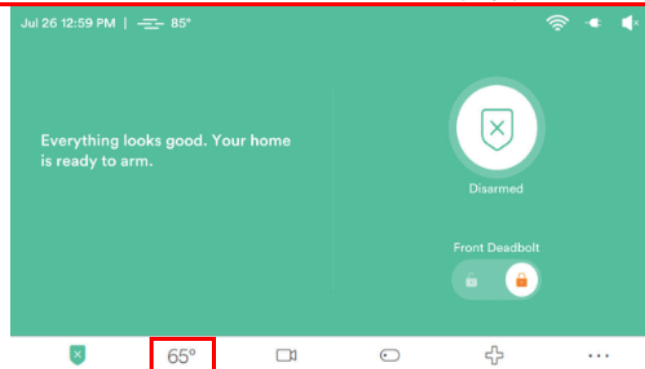 Jul 26 12:59 PM | 85°
Everything looks good. Your home
is ready to arm.
Disarmed
Front Deadbolt
65°